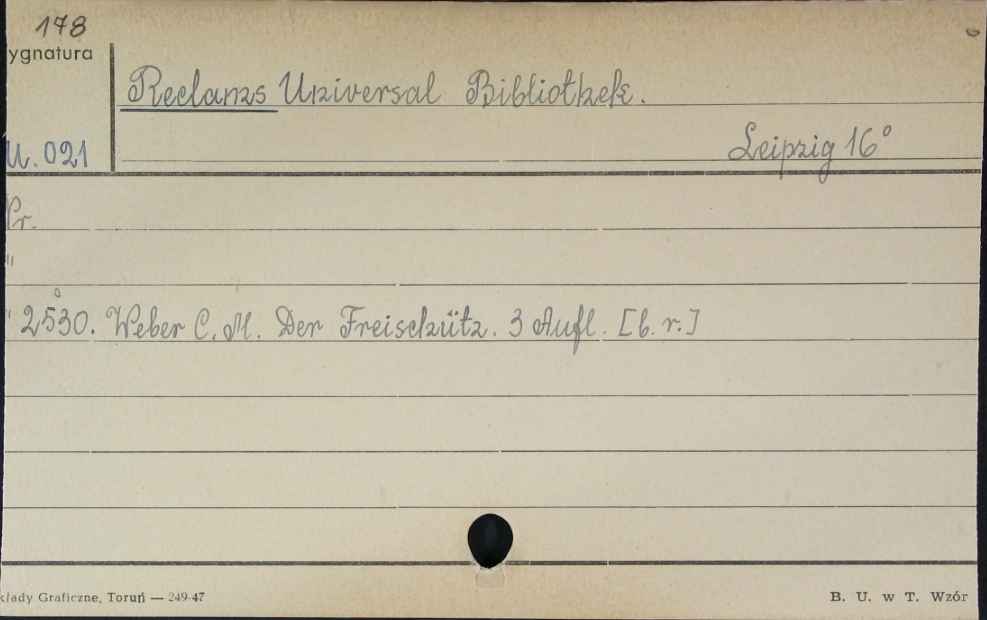 178
ygnatura
Reclams Universal Bibliothek.
U. 021
Leipzig 16°
Pr.
"
" 2530. Weber C. M. Der Freischütz. 3 Aufl. [b. r.]
kłady Graficzne, Toruń — 249-47
B. U. w T. Wzór